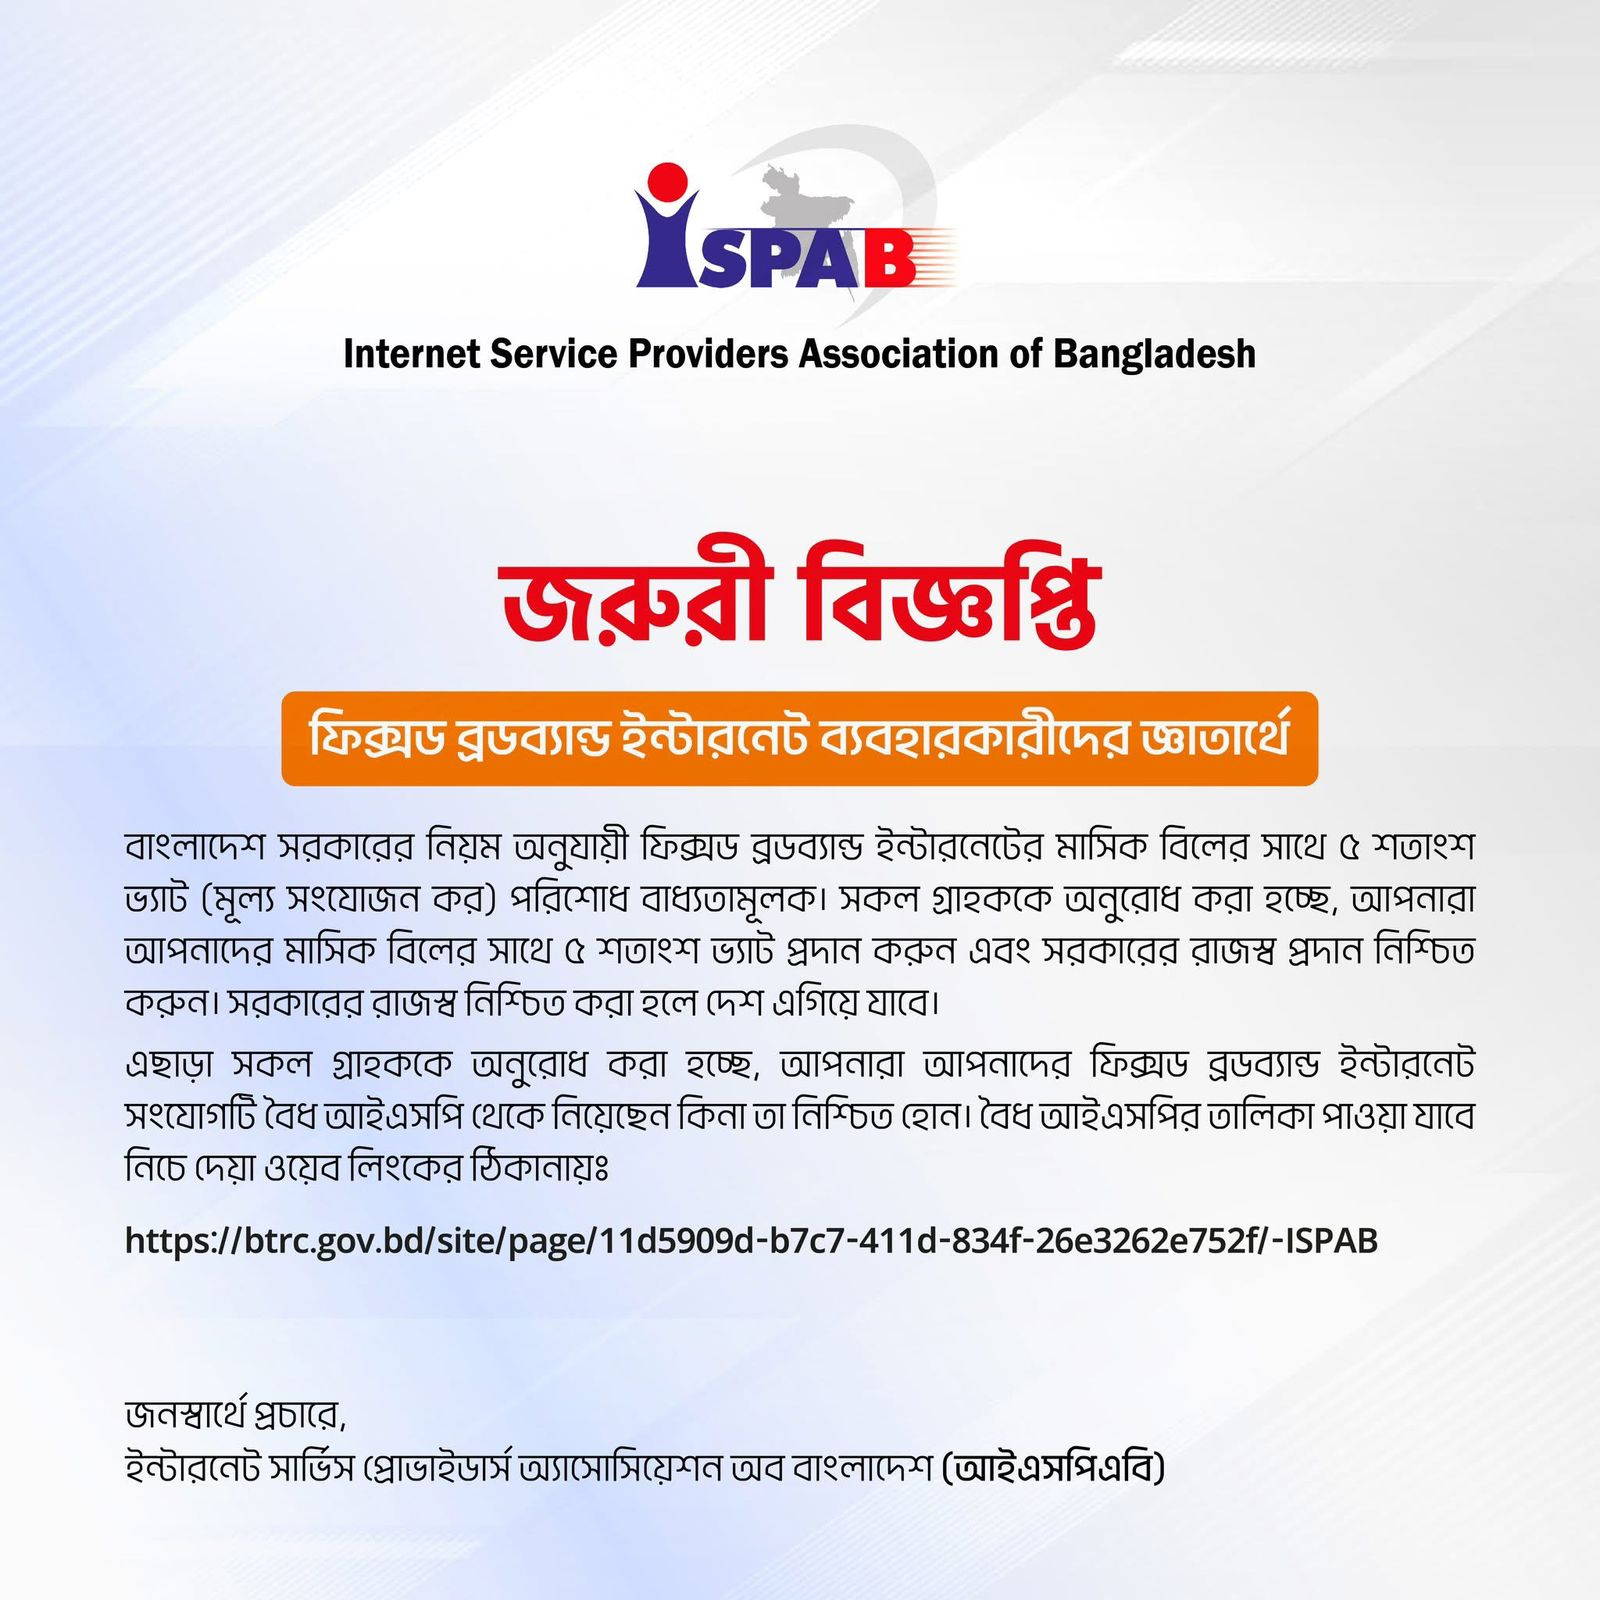 ISPAB
Internet Service Providers Association of Bangladesh
জরুরী বিজ্ঞপ্তি
ফিক্সড ব্রডব্যান্ড ইন্টারনেট ব্যবহারকারীদের জ্ঞাতার্থে
বাংলাদেশ সরকারের নিয়ম অনুযায়ী ফিক্সড ব্রডব্যান্ড ইন্টারনেটের মাসিক বিলের সাথে ৫ শতাংশ
ভ্যাট (মূল্য সংযোজন কর) পরিশোধ বাধ্যতামূলক। সকল গ্রাহককে অনুরোধ করা হচ্ছে, আপনারা
আপনাদের মাসিক বিলের সাথে ৫ শতাংশ ভ্যাট প্রদান করুন এবং সরকারের রাজস্ব প্রদান নিশ্চিত
করুন। সরকারের রাজস্ব নিশ্চিত করা হলে দেশ এগিয়ে যাবে।
এছাড়া সকল গ্রাহককে অনুরোধ করা হচ্ছে, আপনারা আপনাদের ফিক্সড ব্রডব্যান্ড ইন্টারনেট
সংযোগটি বৈধ আইএসপি থেকে নিয়েছেন কিনা তা নিশ্চিত হোন। বৈধ আইএসপির তালিকা পাওয়া যাবে
নিচে দেয়া ওয়েব লিংকের ঠিকানায়ঃ
https://btrc.gov.bd/site/page/11d5909d-b7c7-411d-834f-26e3262e752f/-ISPAB
জনস্বার্থে প্রচারে,
ইন্টারনেট সার্ভিস প্রোভাইডার্স অ্যাসোসিয়েশন অব বাংলাদেশ (আইএসপিএবি)